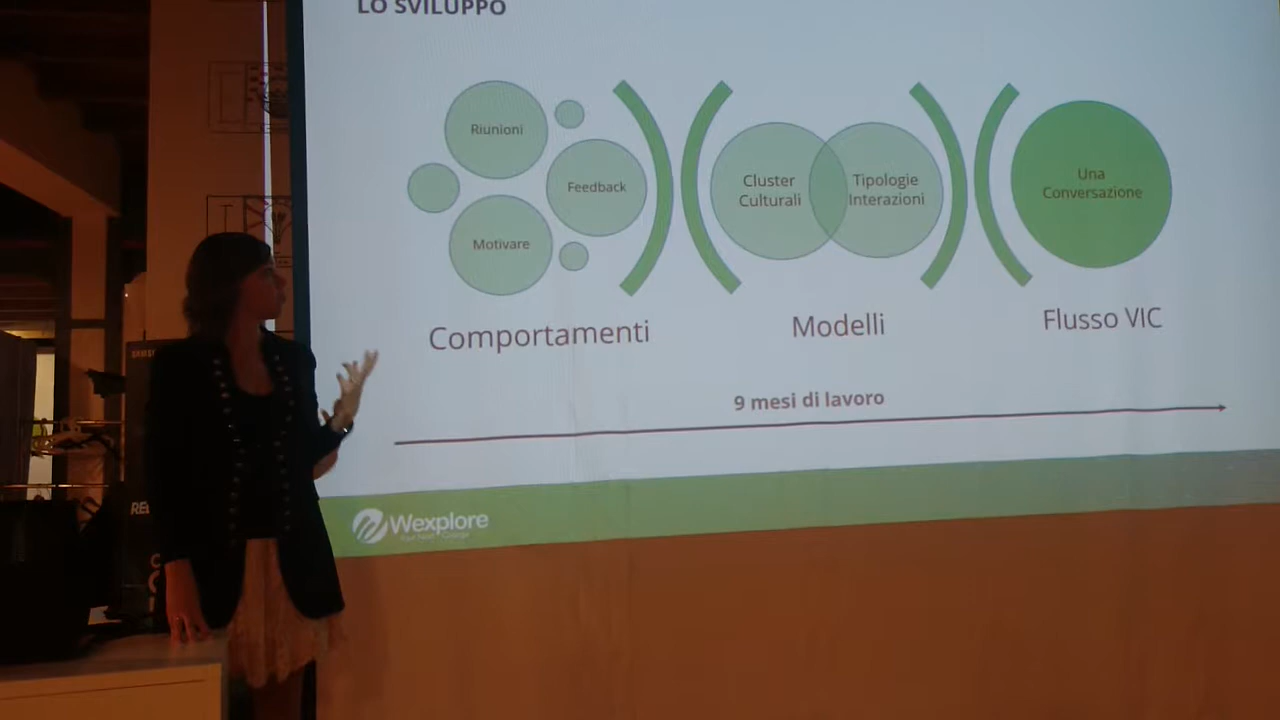 LO SVILUPPO
Riunioni
Feedback
Motivare
Cluster
Culturali
Tipologie
Interazioni
Una
Conversazione
Comportamenti
Modelli
Flusso VIC
9 mesi di lavoro
Wexplore